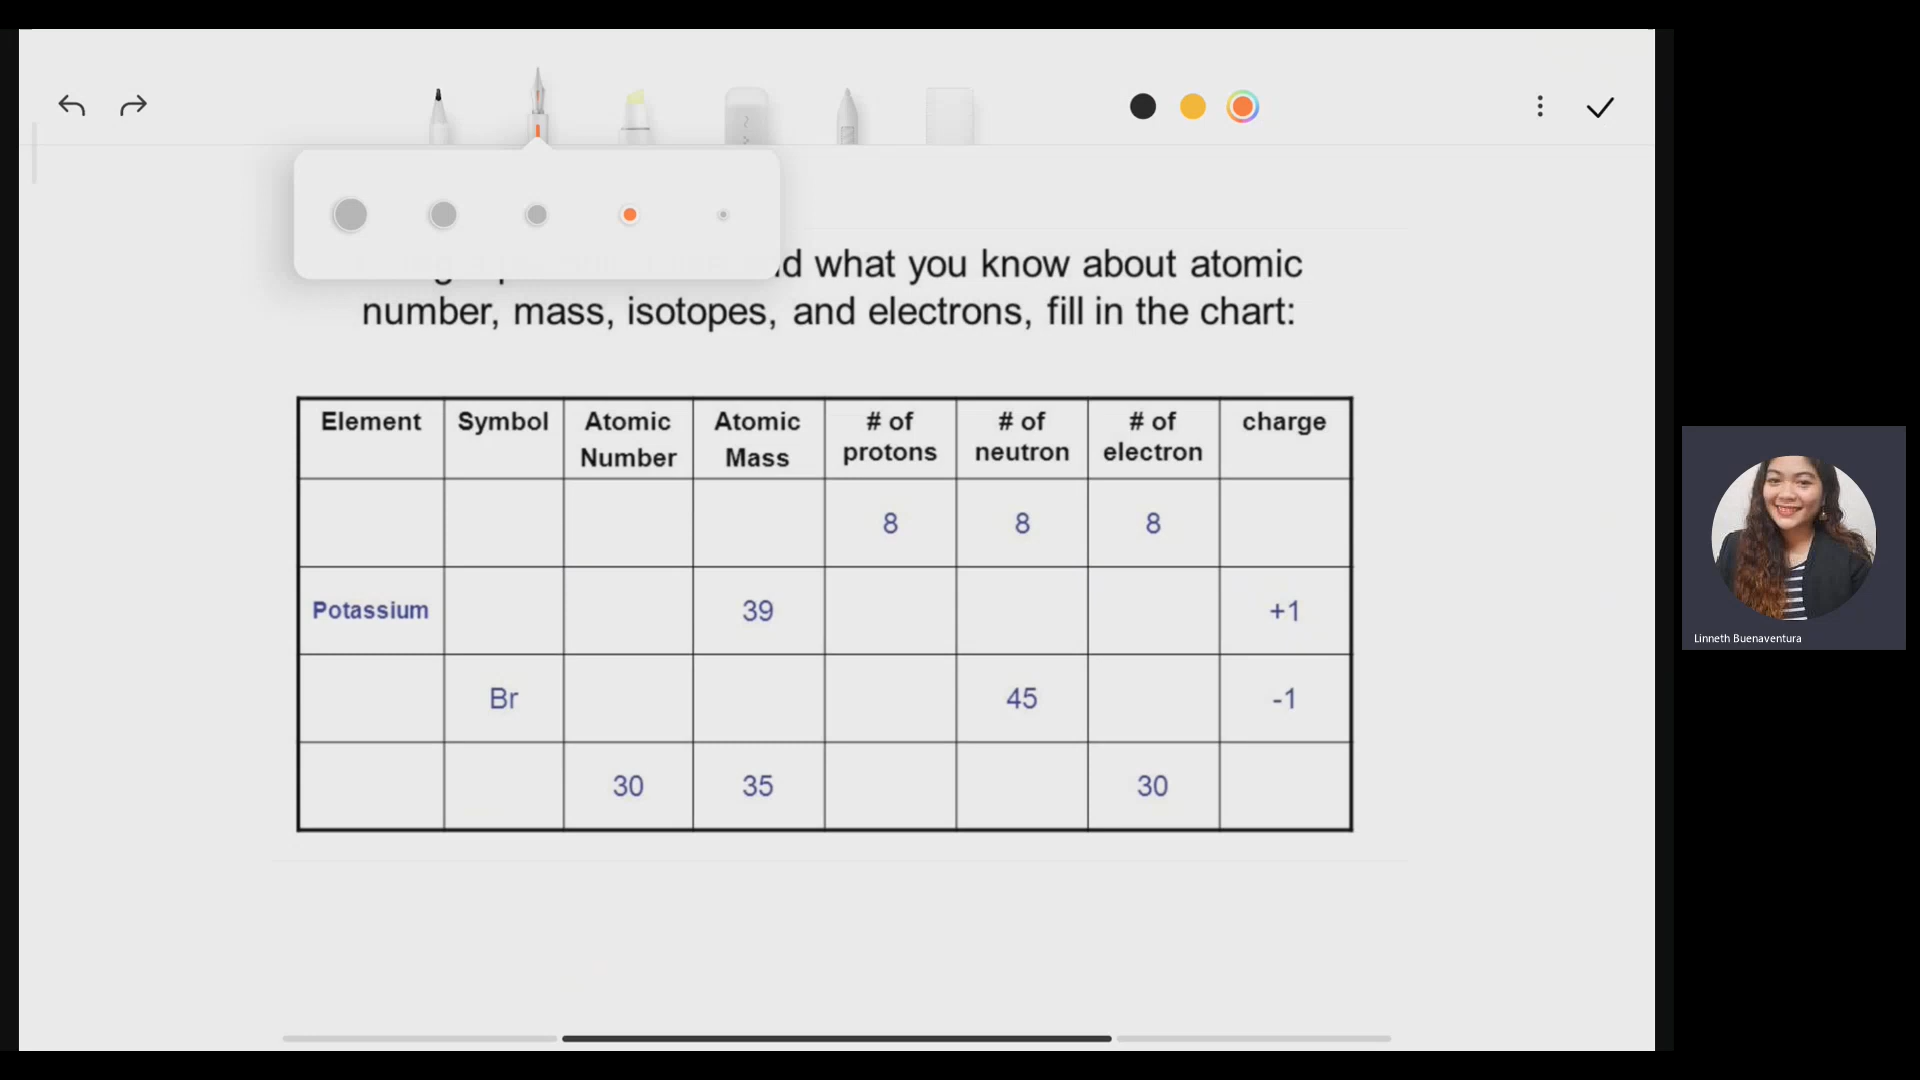 d what you know about atomic
number, mass, isotopes, and electrons, fill in the chart:
Element Symbol Atomic Number Atomic Mass # of protons # of neutron # of electron charge
8 8 8
Potassium 39 +1
Br 45 -1
30 35 30
Linneth Buenaventura